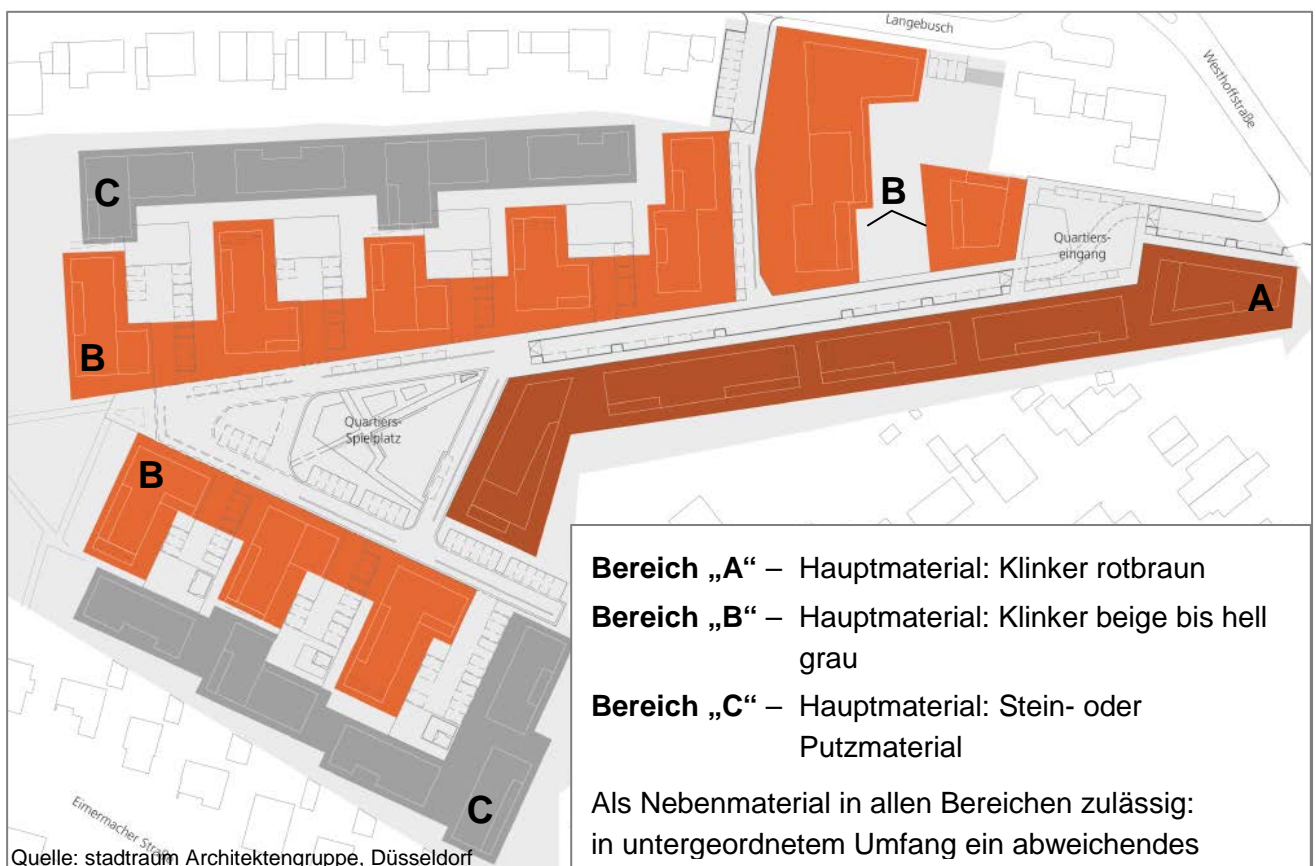 Langebusch
Westhoffstraße
C
B
Quartiers-
eingang
A
B
Quartiers-
Spielplatz
B
Bereich „A“ – Hauptmaterial: Klinker rotbraun
Bereich „B“ – Hauptmaterial: Klinker beige bis hell
grau
Bereich „C“ – Hauptmaterial: Stein- oder
Putzmaterial
Als Nebenmaterial in allen Bereichen zulässig:
in untergeordnetem Umfang ein abweichendes
C
Eimermacher Straße
Quelle: stadtraum Architektengruppe, Düsseldorf